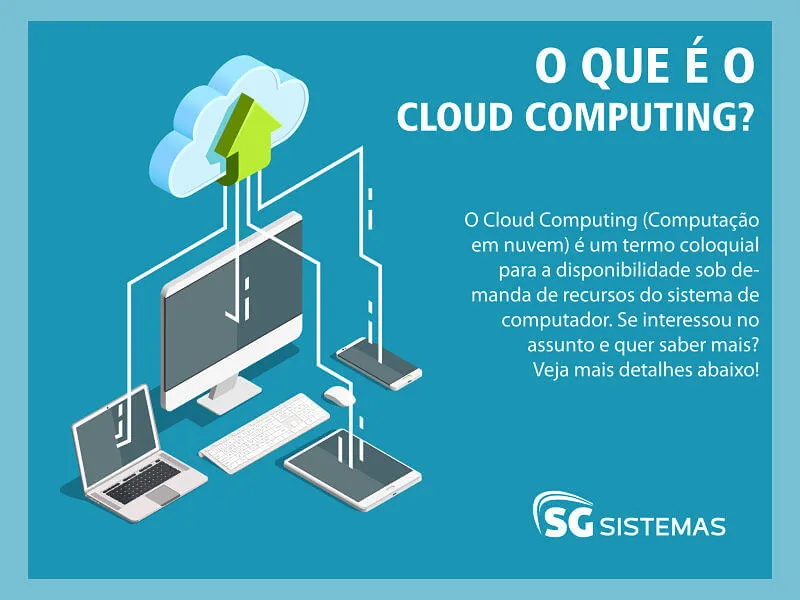 O QUE É O
CLOUD COMPUTING?
O Cloud Computing (Computação
em nuvem) é um termo coloquial
para a disponibilidade sob de-
manda de recursos do sistema de
computador. Se interessou no
assunto e quer saber mais?
Veja mais detalhes abaixo!
SG SISTEMAS